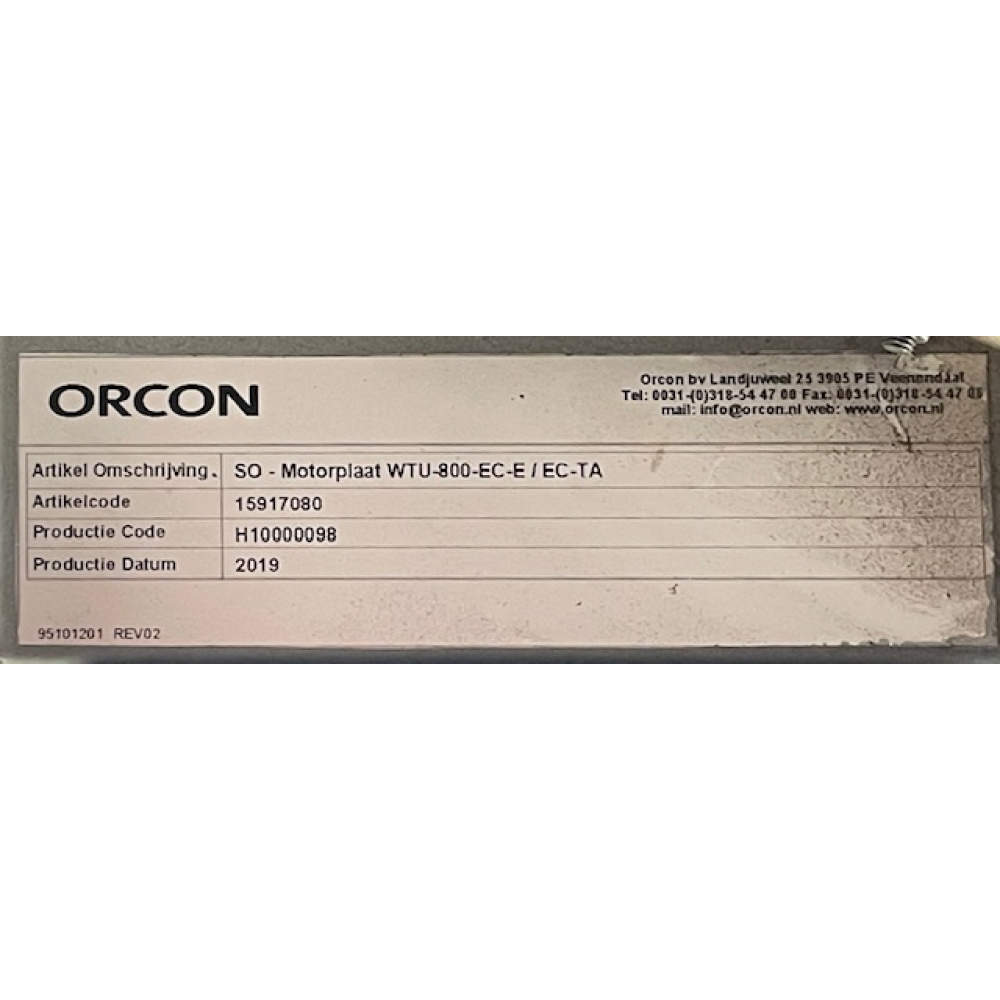 ORCON
Orcon bv Landjuweel 25 3905 PE Veenendaal
Tel: 0031-(0)318-54 47 00 Fax: 0031-(0)318-54 47 05
mail: info@orcon.nl web: www.orcon.nl
Artikel Omschrijving. SO - Motorplaat WTU-800-EC-E / EC-TA
Artikelcode 15917080
Productie Code H10000098
Productie Datum 2019
95101201 REV02